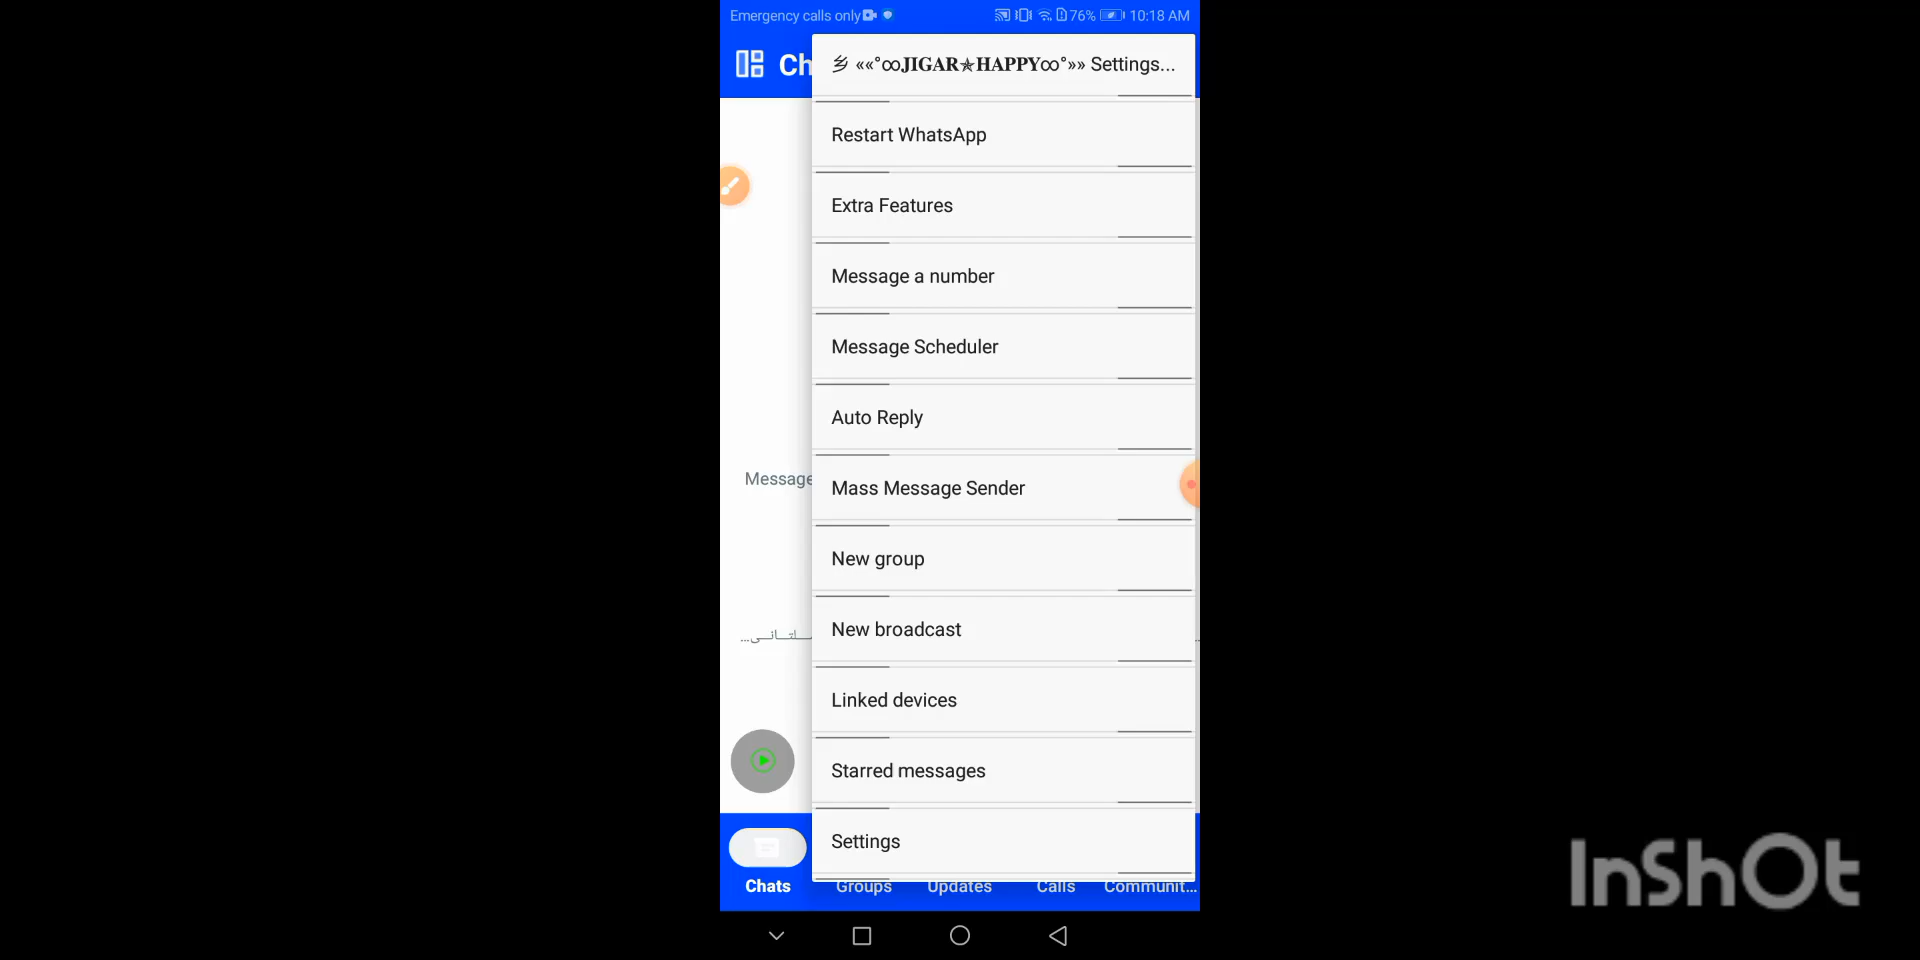 Emergency calls only
76% 10:18 AM
Ch
乡 ««°∞JIGAR✯HAPPY∞°»» Settings...
Restart WhatsApp
Extra Features
Message a number
Message Scheduler
Auto Reply
Message
Mass Message Sender
New group
New broadcast
Linked devices
Starred messages
Settings
Chats Groups Updates Calls Communit...
InShOt